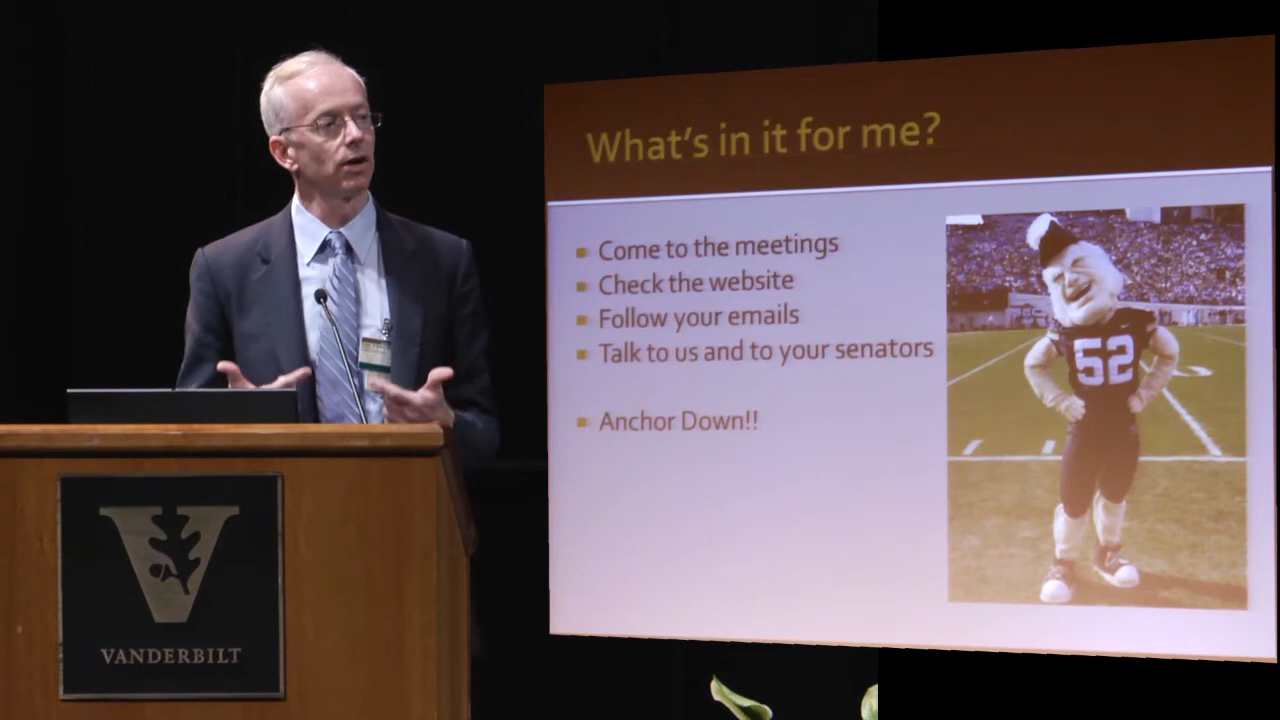 What's in it for me?
Come to the meetings
Check the website
Follow your emails
Talk to us and to your senators
Anchor Down!!
52
V
VANDERBILT